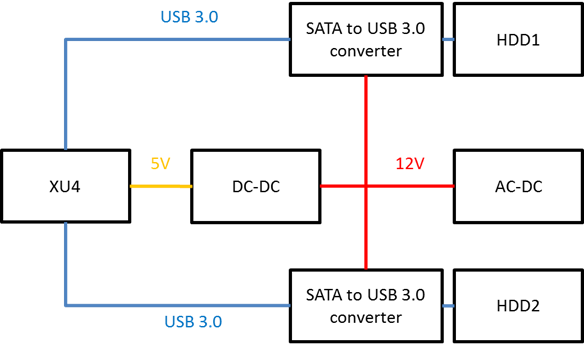 USB 3.0
SATA to USB 3.0
converter
HDD1
XU4
5V
DC-DC
12V
AC-DC
SATA to USB 3.0
converter
HDD2
USB 3.0